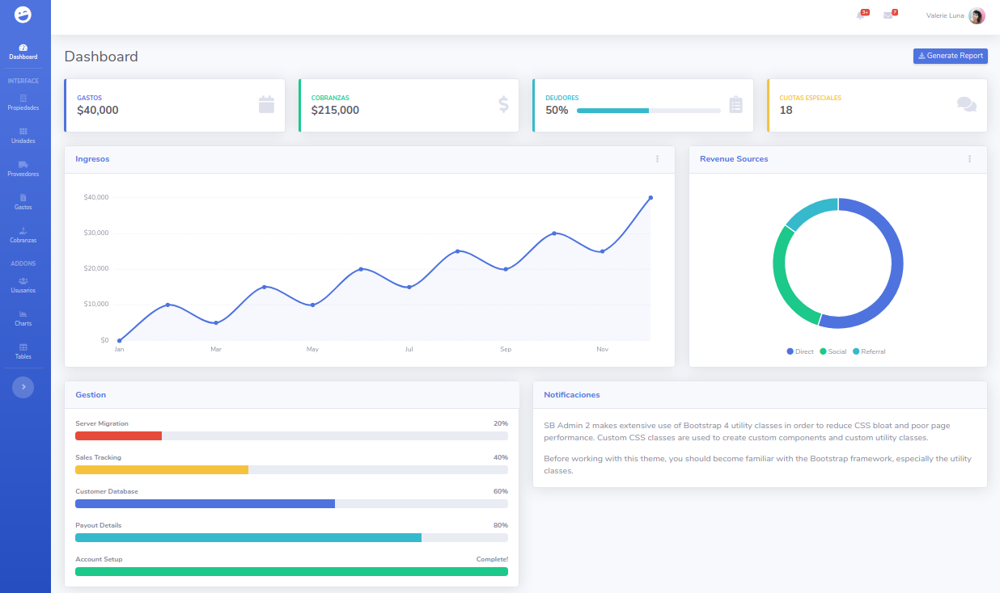 3+
7
Valerie Luna
Dashboard
INTERFACE
Propiedades
Unidades
Proveedores
Gastos
Cobranzas
ADDONS
Ususarios
Charts
Tables
Dashboard
Generate Report
GASTOS
$40,000
COBRANZAS
$215,000
DEUDORES
50%
CUOTAS ESPECIALES
18
Ingresos
$40,000
$30,000
$20,000
$10,000
$0
Jan Mar May Jul Sep Nov
Revenue Sources
Direct Social Referral
Gestion
Server Migration 20%
Sales Tracking 40%
Customer Database 60%
Payout Details 80%
Account Setup Complete!
Notificaciones
SB Admin 2 makes extensive use of Bootstrap 4 utility classes in order to reduce CSS bloat and poor page
performance. Custom CSS classes are used to create custom components and custom utility classes.
Before working with this theme, you should become familiar with the Bootstrap framework, especially the utility
classes.